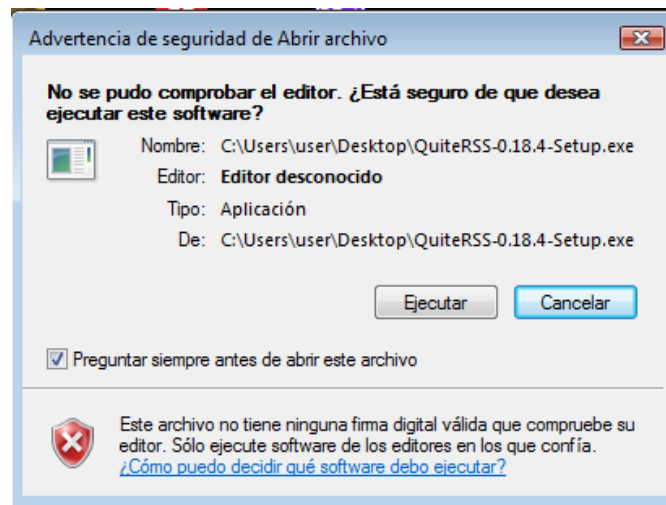 Advertencia de seguridad de Abrir archivo
No se pudo comprobar el editor. ¿Está seguro de que desea
ejecutar este software?
Nombre: C:\Users\user\Desktop\QuiteRSS-0.18.4-Setup.exe
Editor: Editor desconocido
Tipo: Aplicación
De: C:\Users\user\Desktop\QuiteRSS-0.18.4-Setup.exe
Ejecutar Cancelar
Preguntar siempre antes de abrir este archivo
Este archivo no tiene ninguna firma digital válida que compruebe su
editor. Sólo ejecute software de los editores en los que confía.
¿Cómo puedo decidir qué software debo ejecutar?